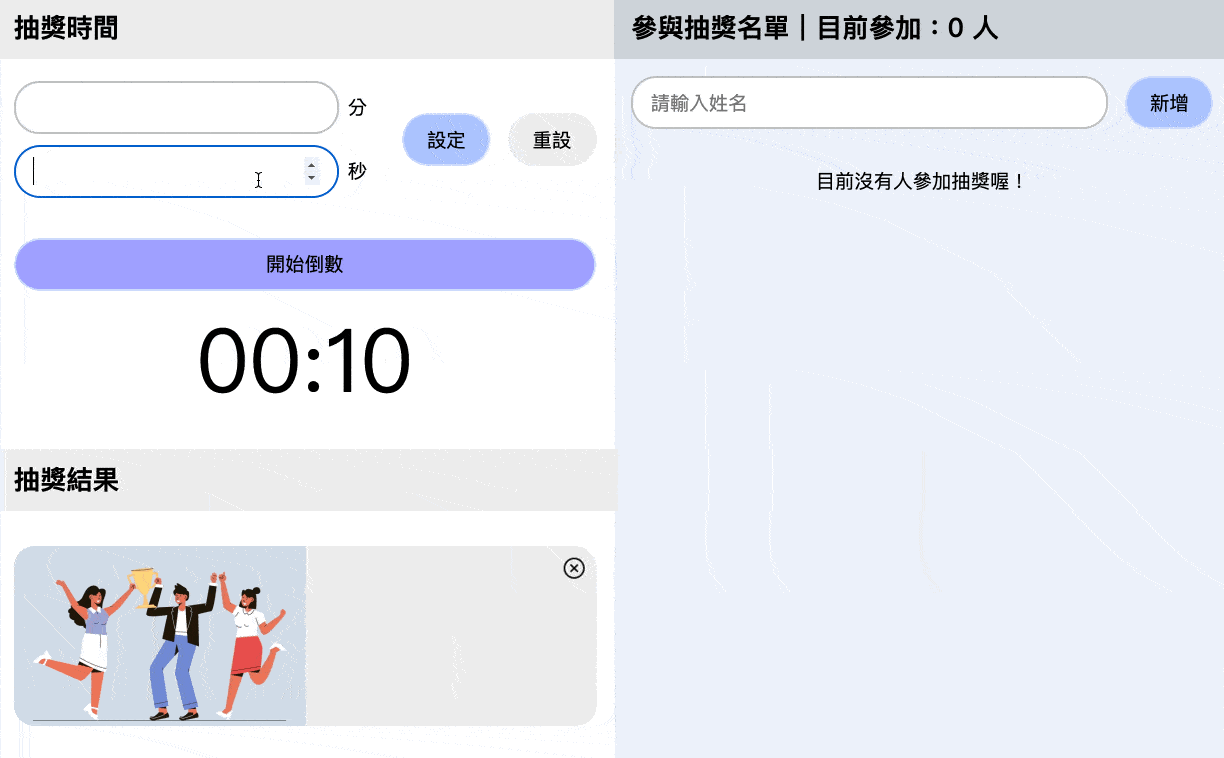 抽獎時間
分
秒
設定
重設
開始倒數
00:10
抽獎結果
參與抽獎名單｜目前參加：0 人
請輸入姓名
新增
目前沒有人參加抽獎喔！